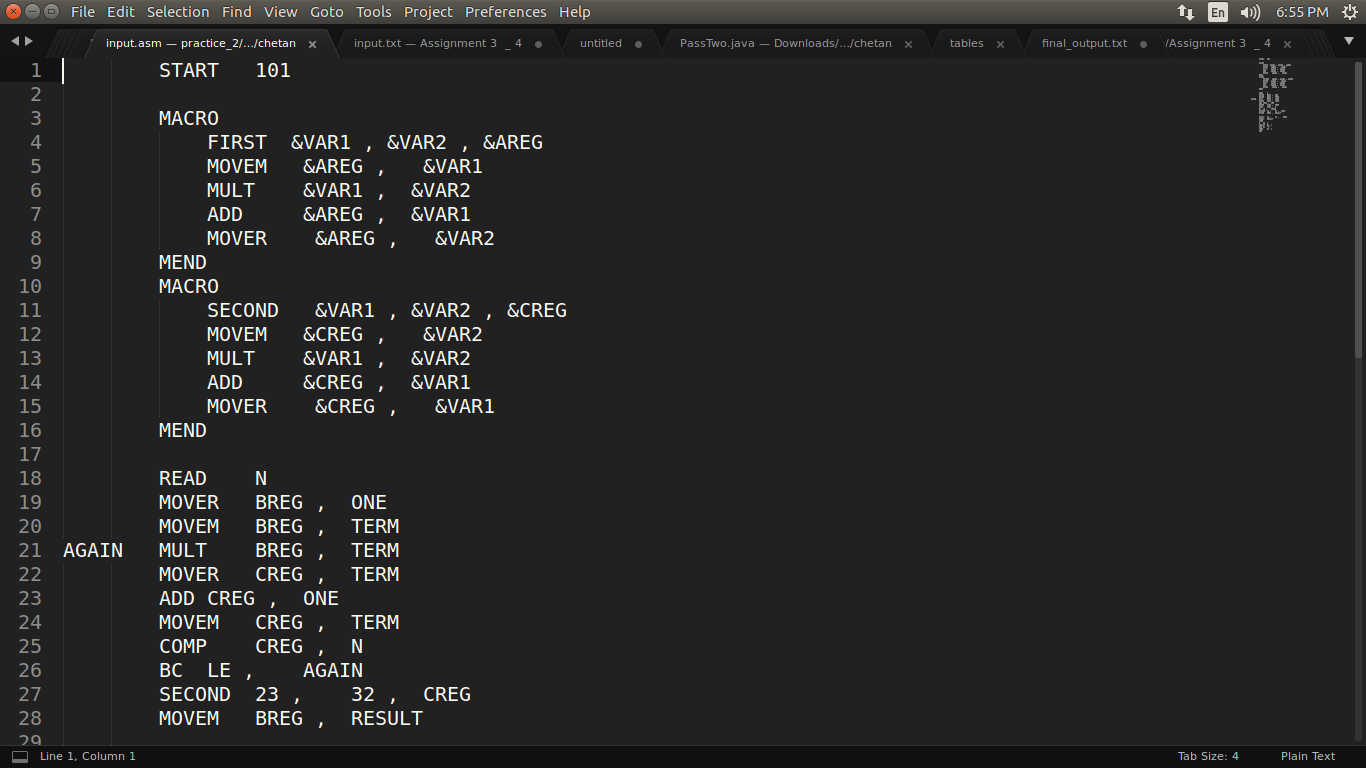 File Edit Selection Find View Goto Tools Project Preferences Help En 6:55 PM
input.asm — practice_2/.../chetan × input.txt — Assignment 3 _ 4 untitled PassTwo.java — Downloads/.../chetan × tables × final_output.txt /Assignment 3 _ 4 ×
1 START 101
2
3 MACRO
4 FIRST &VAR1 , &VAR2 , &AREG
5 MOVEM &AREG , &VAR1
6 MULT &VAR1 , &VAR2
7 ADD &AREG , &VAR1
8 MOVER &AREG , &VAR2
9 MEND
10 MACRO
11 SECOND &VAR1 , &VAR2 , &CREG
12 MOVEM &CREG , &VAR2
13 MULT &VAR1 , &VAR2
14 ADD &CREG , &VAR1
15 MOVER &CREG , &VAR1
16 MEND
17
18 READ N
19 MOVER BREG , ONE
20 MOVEM BREG , TERM
21 AGAIN MULT BREG , TERM
22 MOVER CREG , TERM
23 ADD CREG , ONE
24 MOVEM CREG , TERM
25 COMP CREG , N
26 BC LE , AGAIN
27 SECOND 23 , 32 , CREG
28 MOVEM BREG , RESULT
29
Line 1, Column 1 Tab Size: 4 Plain Text